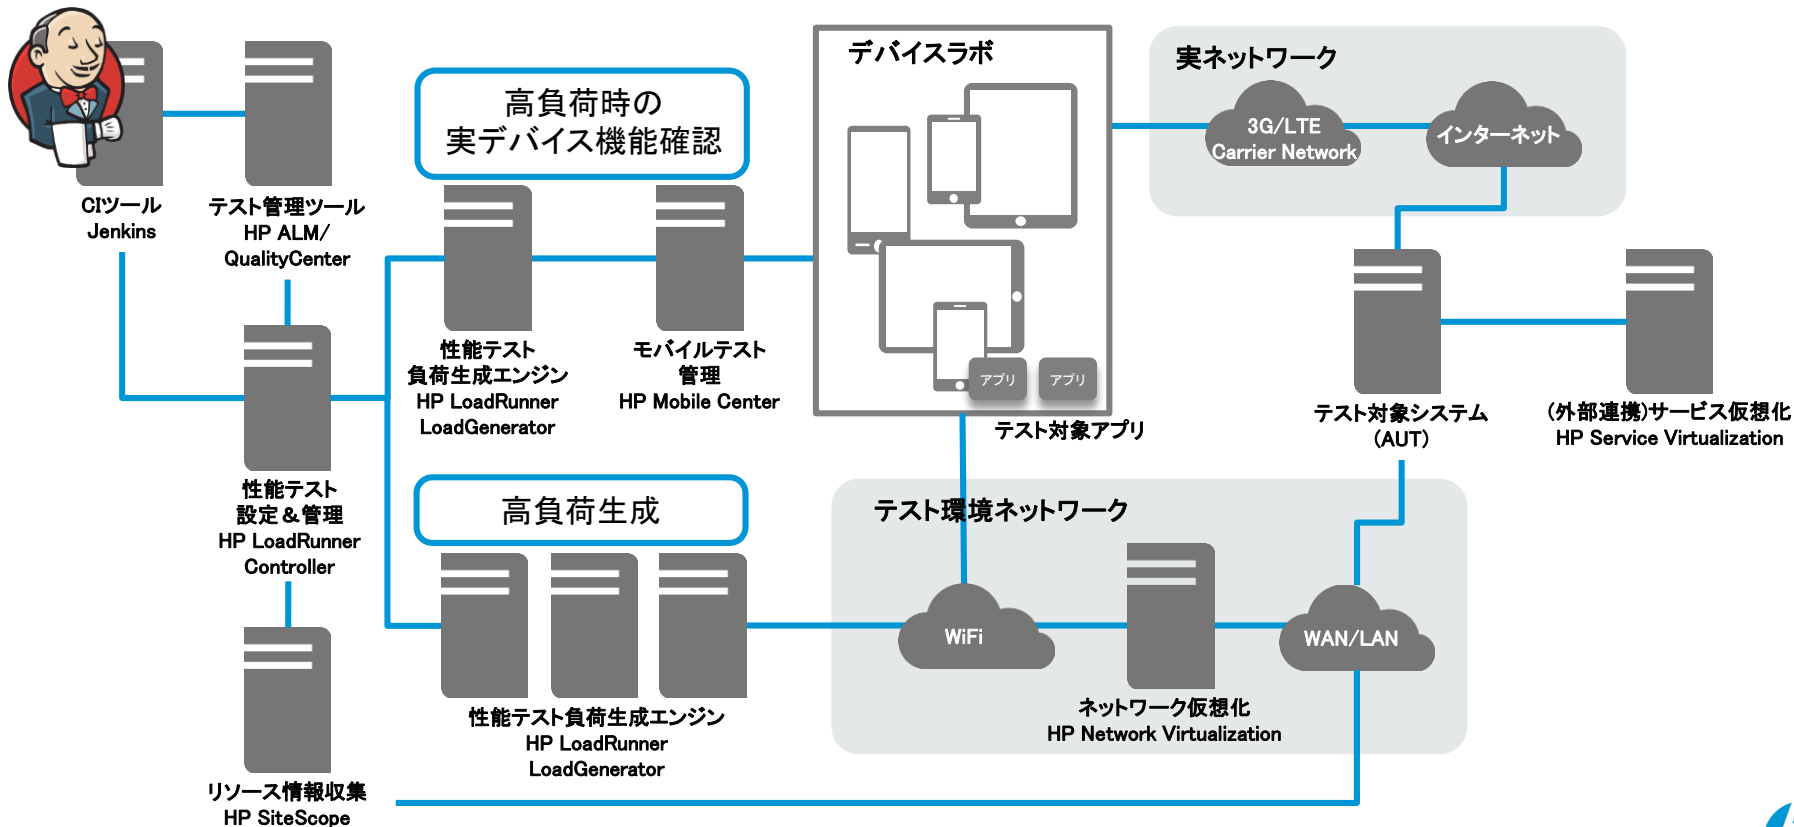 CIツール
Jenkins
テスト管理ツール
HP ALM/
QualityCenter
高負荷時の
実デバイス機能確認
デバイスラボ
実ネットワーク
3G/LTE
Carrier Network
インターネット
性能テスト
負荷生成エンジン
HP LoadRunner
LoadGenerator
モバイルテスト
管理
HP Mobile Center
アプリ
アプリ
テスト対象アプリ
テスト対象システム
(AUT)
(外部連携)サービス仮想化
HP Service Virtualization
性能テスト
設定＆管理
HP LoadRunner
Controller
高負荷生成
性能テスト負荷生成エンジン
HP LoadRunner
LoadGenerator
テスト環境ネットワーク
WiFi
ネットワーク仮想化
HP Network Virtualization
WAN/LAN
リソース情報収集
HP SiteScope